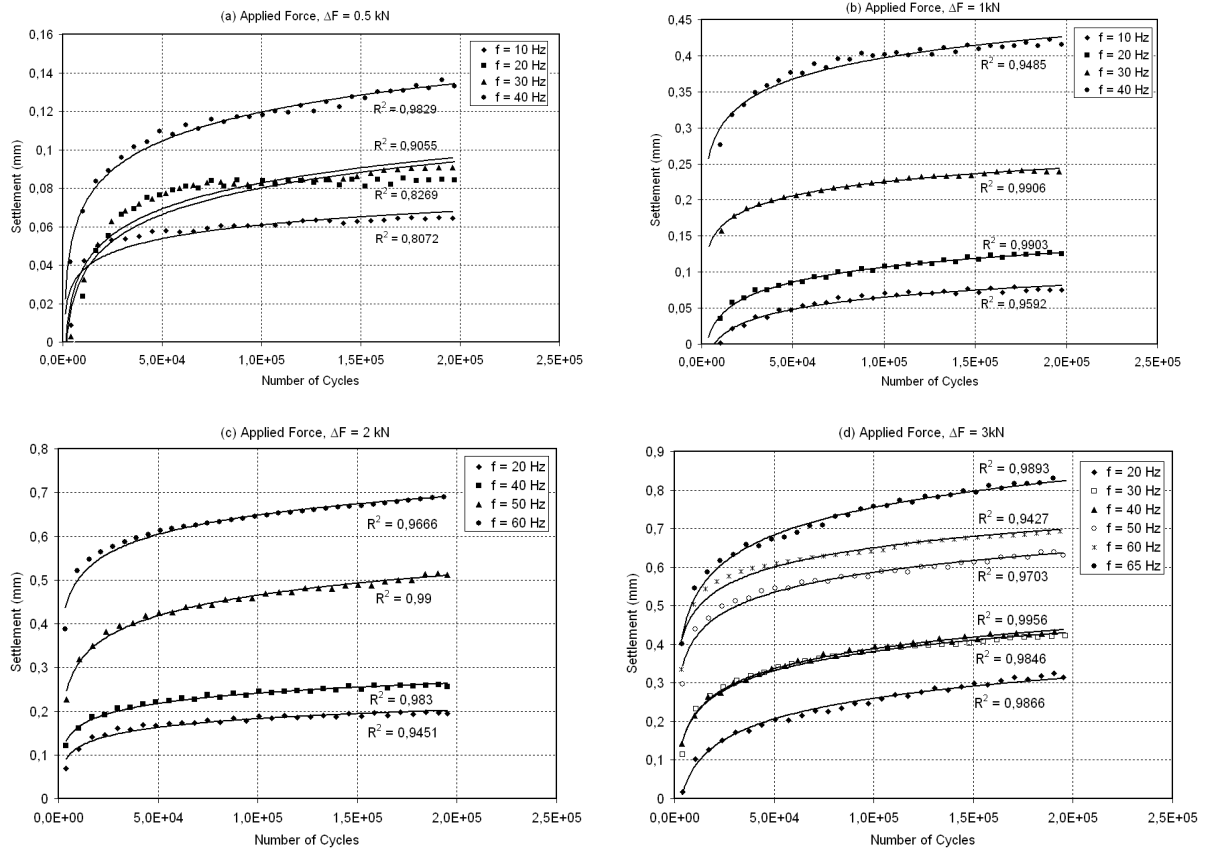 (a) Applied Force, ΔF = 0.5 kN
0,16
0,14
0,12
0,1
0,08
0,06
0,04
0,02
0
Settlement (mm)
f = 10 Hz
f = 20 Hz
f = 30 Hz
f = 40 Hz
R² = 0,9829
R² = 0,9055
R² = 0,8269
R² = 0,8072
0,0,E+00 5,0E+04 1,0E+05 1,5E+05 2,0E+05 2,5E+05
Number of Cycles
(b) Applied Force, ΔF = 1kN
0,45
0,4
0,35
0,3
0,25
0,2
0,15
0,1
0,05
0
Settlement (mm)
f = 10 Hz
f = 20 Hz
f = 30 Hz
f = 40 Hz
R² = 0,9485
R² = 0,9906
R² = 0,9903
R² = 0,9592
0,0E+00 5,0E+04 1,0E+05 1,5E+05 2,0E+05 2,5E+05
Number of Cycles
(c) Applied Force, ΔF = 2 kN
0,8
0,7
0,6
0,5
0,4
0,3
0,2
0,1
0
Settlement (mm)
f = 20 Hz
f = 40 Hz
f = 50 Hz
f = 60 Hz
R² = 0,9666
R² = 0,99
R² = 0,983
R² = 0,9451
0,0E+00 5,0E+04 1,0E+05 1,5E+05 2,0E+05 2,5E+05
Number of Cycles
(d) Applied Force, ΔF = 3kN
0,9
0,8
0,7
0,6
0,5
0,4
0,3
0,2
0,1
0
Settlement (mm)
f = 20 Hz
f = 30 Hz
f = 40 Hz
f = 50 Hz
f = 60 Hz
f = 65 Hz
R² = 0,9893
R² = 0,9427
R² = 0,9703
R² = 0,9956
R² = 0,9846
R² = 0,9866
0,0E+00 5,0E+04 1,0E+05 1,5E+05 2,0E+05 2,5E+05
Number of Cycles